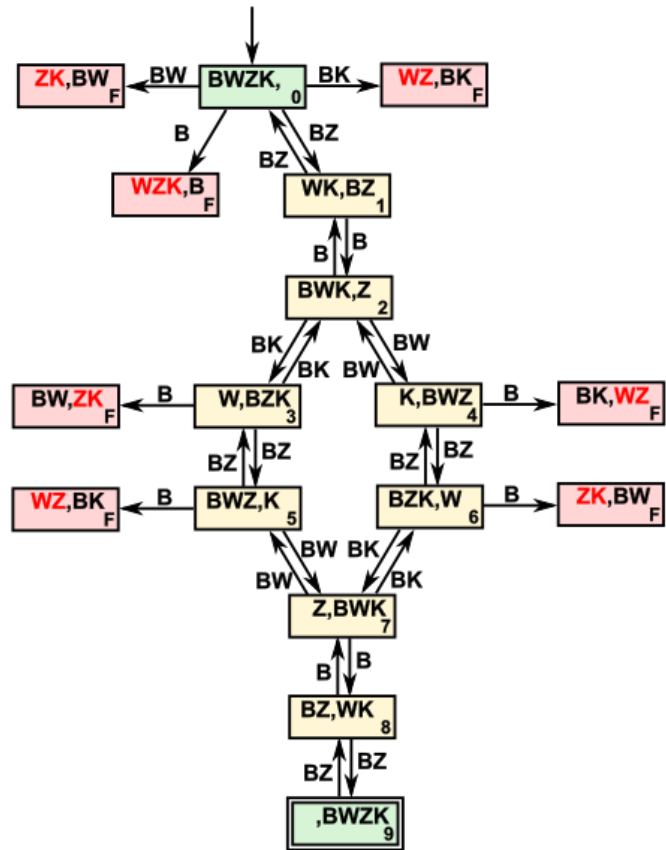 ZK,BW F
BW
BWZK, 0
BK
WZ,BK F
B
BZ
BZ
WZK,B F
WK,BZ 1
B
B
BWK,Z 2
BK
BK
BW
BW
BW,ZK F
B
W,BZK 3
K,BWZ 4
B
BK,WZ F
BZ
BZ
BZ
BZ
WZ,BK F
B
BWZ,K 5
BZK,W 6
B
ZK,BW F
BW
BW
BK
BK
Z,BWK 7
B
B
BZ,WK 8
BZ
BZ
,BWZK 9